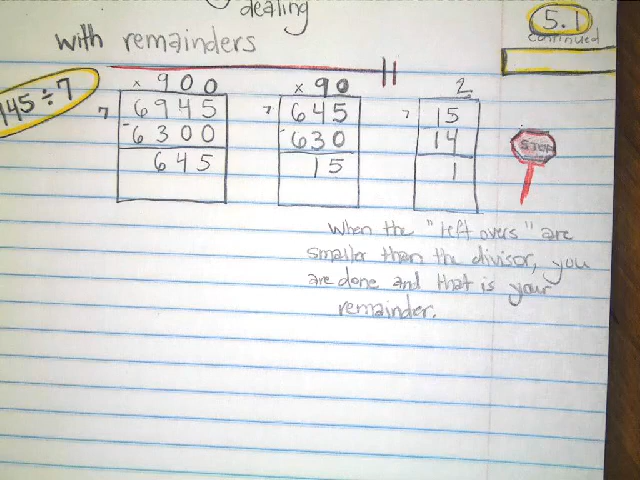 dealing
with remainders
5.1
continued
945 ÷ 7
× 900
7 6945
-6300
645
× 90
7 645
-630
15
2
7 15
14
1
STOP
When the "left overs" are
smaller than the divisor, you
are done and that is your
remainder.